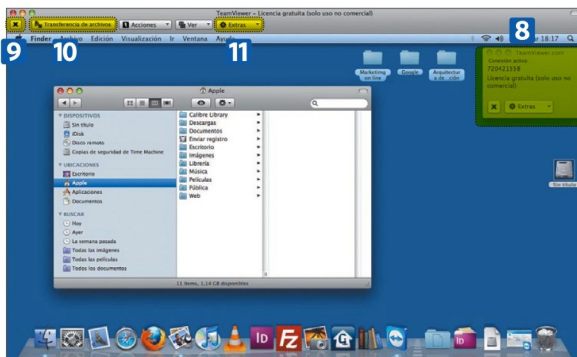 TeamViewer – Licencia gratuita (solo uso no comercial)
Transferencia de archivos Acciones Ver Extras
9 10 11 8
Finder Archivo Edición Visualización Ir Ventana Ayuda
18:17
TeamViewer.com
Conexión activa
Licencia gratuita (solo uso no comercial)
Extras
Marketing on line
Google
Arquitectura de ...ción
Sin título
Apple
DISPOSITIVOS
Sin título
iDisk
Disco remoto
Copias de seguridad de Time Machine
UBICACIONES
Escritorio
Apple
Aplicaciones
Documentos
BUSCAR
Hoy
Ayer
La semana pasada
Todas las imágenes
Todas las películas
Todos los documentos
Calibre Library
Descargas
Documentos
Enviar registro
Escritorio
Imágenes
Librería
Música
Películas
Pública
Web
11 ítems, 1,14 GB disponibles
ID
Fz